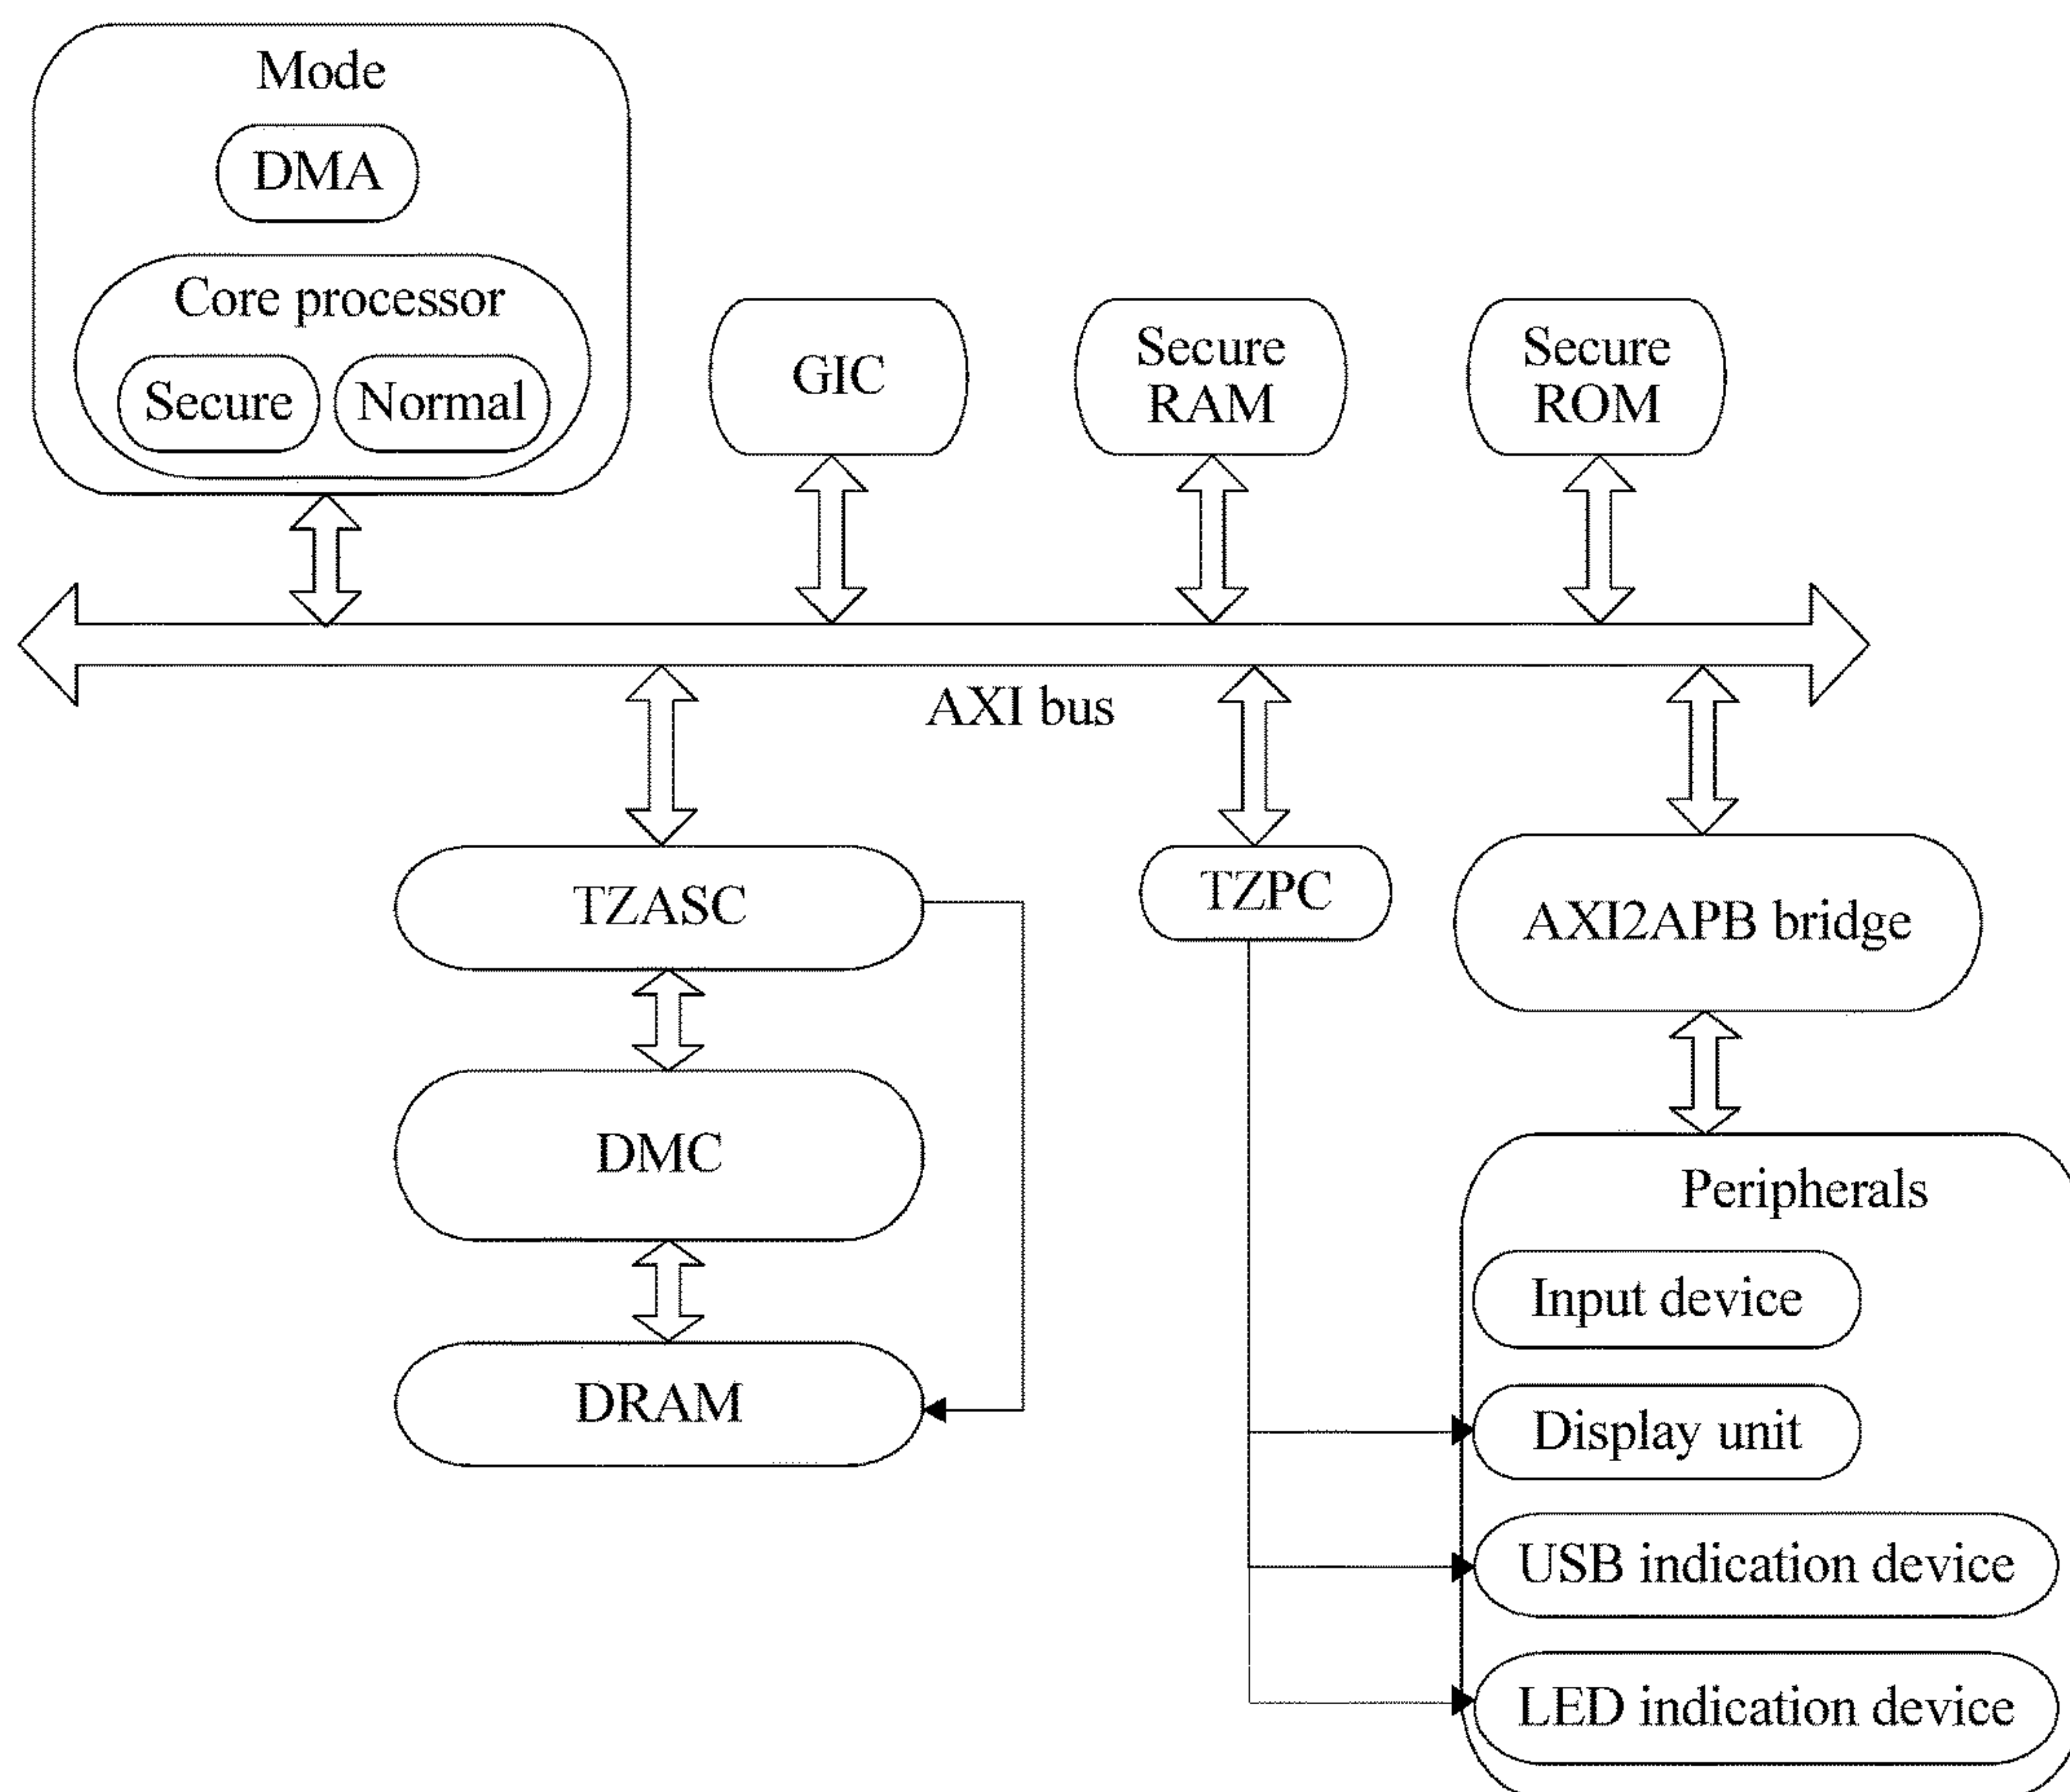 Mode
DMA
Core processor
Secure
Normal
GIC
Secure
RAM
Secure
ROM
AXI bus
TZASC
TZPC
AXI2APB bridge
DMC
Peripherals
Input device
DRAM
Display unit
USB indication device
LED indication device